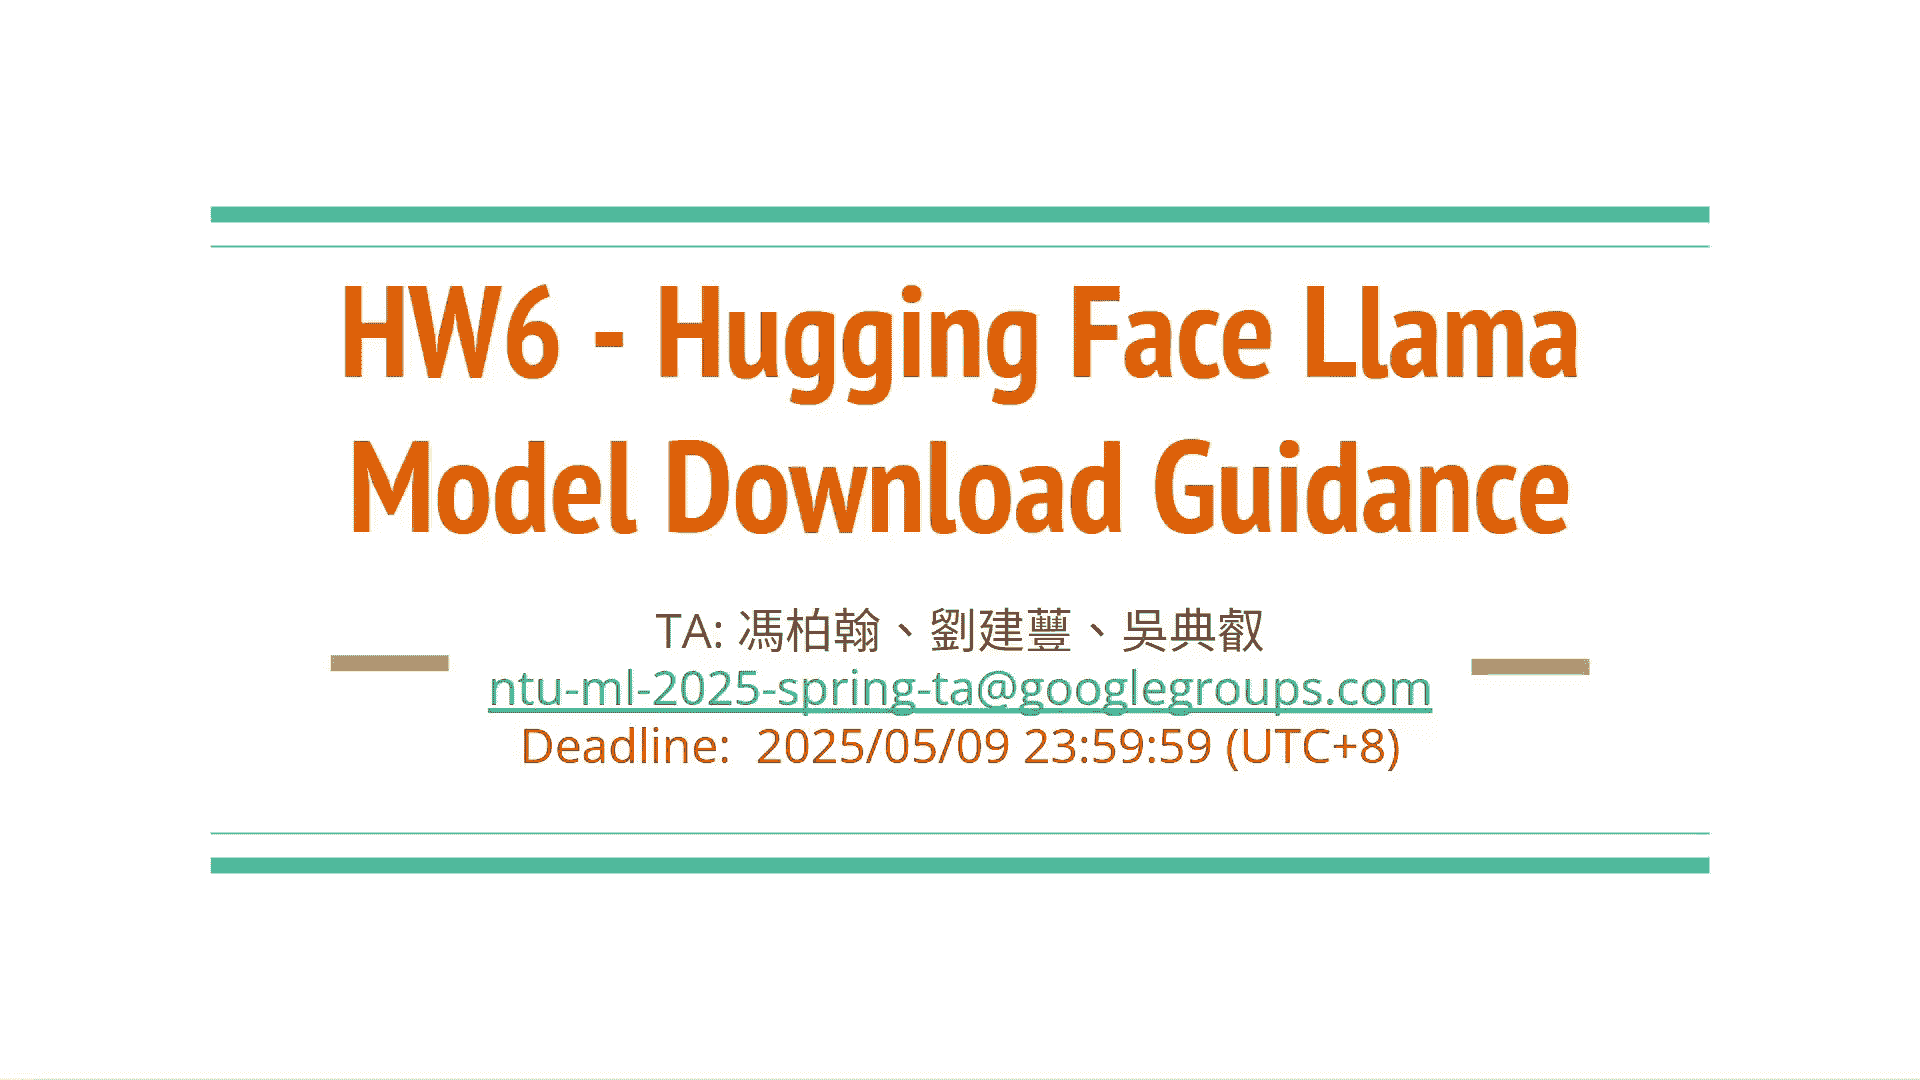 HW6 - Hugging Face Llama
Model Download Guidance
TA: 馮柏翰、劉建蘴、吳典叡
ntu-ml-2025-spring-ta@googlegroups.com
Deadline: 2025/05/09 23:59:59 (UTC+8)